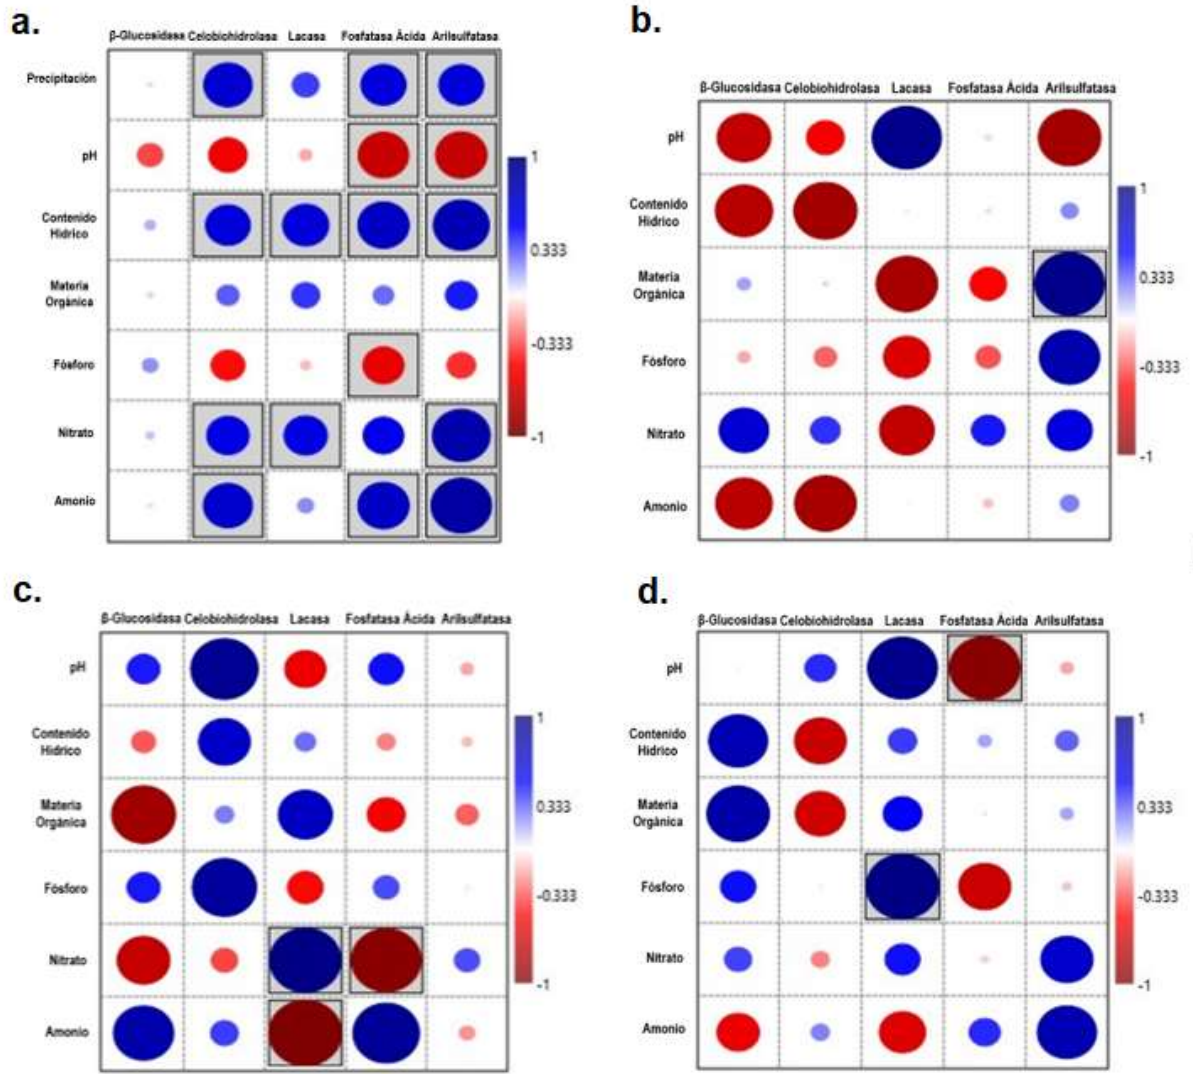 a.
β-Glucosidasa Celobiohidrolasa Lacasa Fosfatasa Ácida Arilsulfatasa
Precipitación
pH
Contenido
Hídrico
Materia
Orgánica
Fósforo
Nitrato
Amonio
1
0.333
-0.333
-1
b.
β-Glucosidasa Celobiohidrolasa Lacasa Fosfatasa Ácida Arilsulfatasa
pH
Contenido
Hídrico
Materia
Orgánica
Fósforo
Nitrato
Amonio
1
0.333
-0.333
-1
c.
β-Glucosidasa Celobiohidrolasa Lacasa Fosfatasa Ácida Arilsulfatasa
pH
Contenido
Hídrico
Materia
Orgánica
Fósforo
Nitrato
Amonio
1
0.333
-0.333
-1
d.
β-Glucosidasa Celobiohidrolasa Lacasa Fosfatasa Ácida Arilsulfatasa
pH
Contenido
Hídrico
Materia
Orgánica
Fósforo
Nitrato
Amonio
1
0.333
-0.333
-1